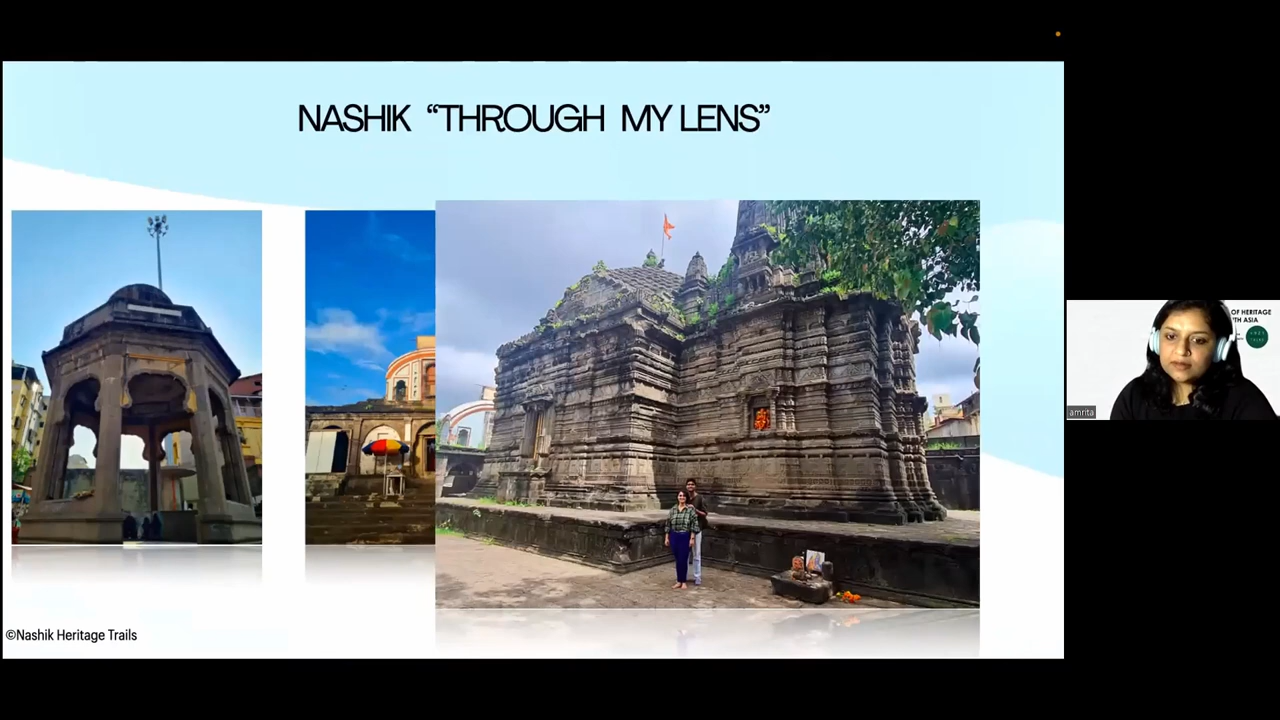 NASHIK “THROUGH MY LENS”
©Nashik Heritage Trails
OF HERITAGE
TH ASIA
amrita